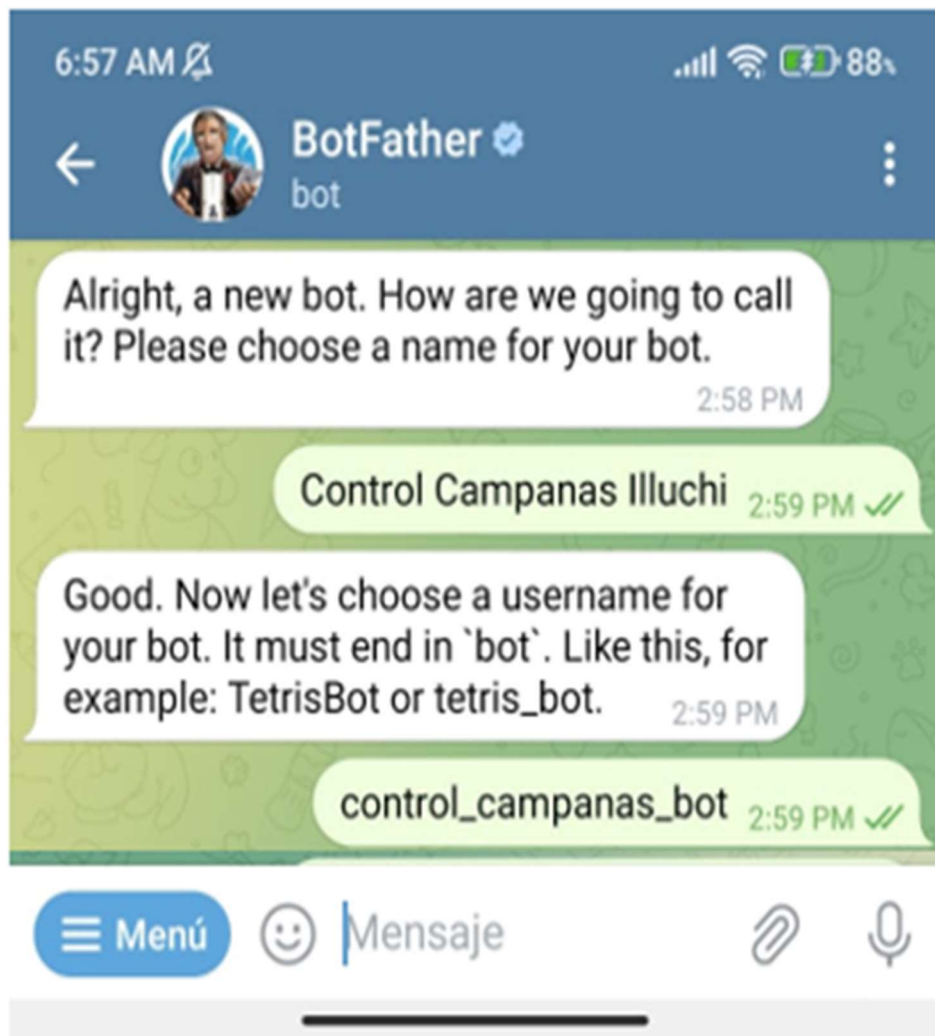 6:57 AM
88%
BotFather
bot
Alright, a new bot. How are we going to call
it? Please choose a name for your bot.
2:58 PM
Control Campanas Illuchi 2:59 PM
Good. Now let's choose a username for
your bot. It must end in `bot`. Like this, for
example: TetrisBot or tetris_bot. 2:59 PM
control_campanas_bot 2:59 PM
Menú
Mensaje